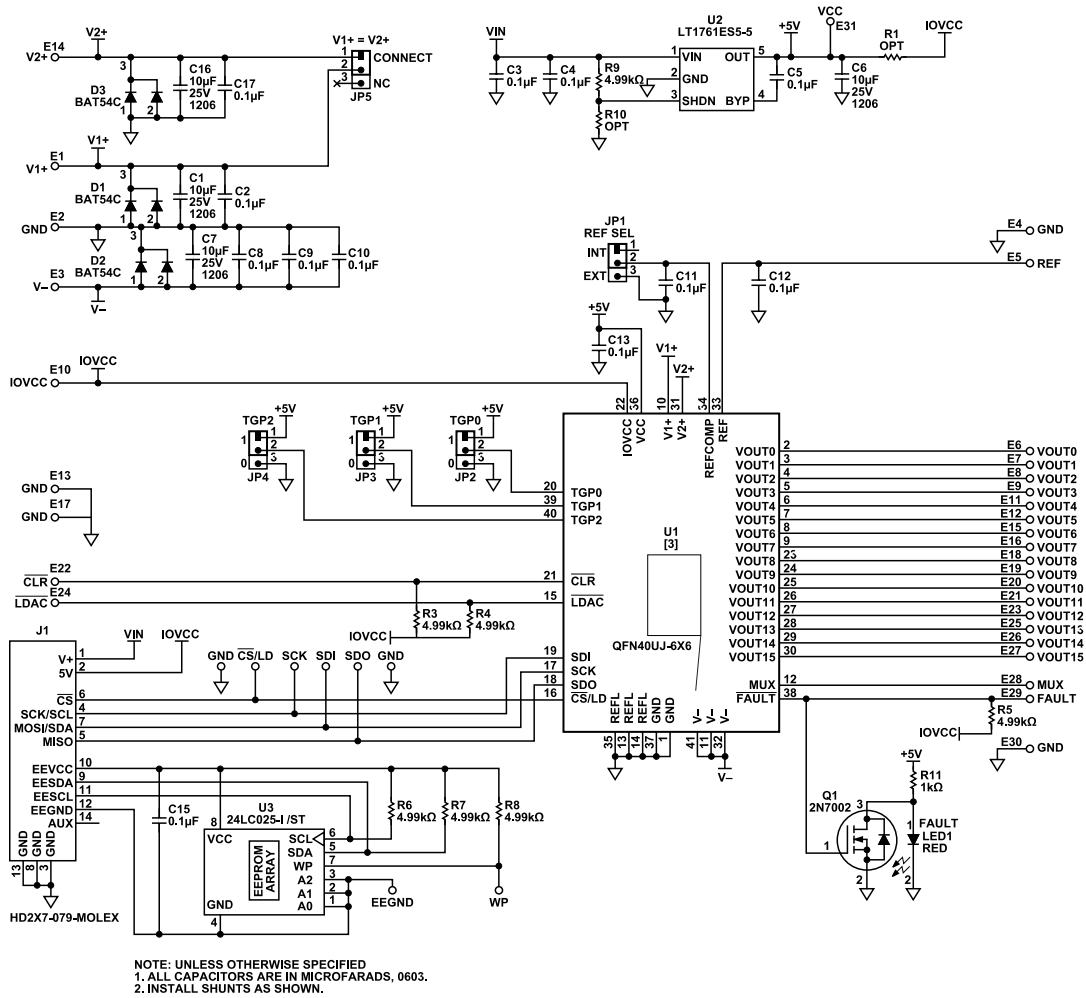 V2+
E14
V2+
V1+ = V2+
1
CONNECT
2
3
NC
JP5
3
D3
BAT54C
1
2
C16
10µF
25V
1206
C17
0.1µF
V1+
E1
V1+
3
D1
BAT54C
1
2
C1
10µF
25V
1206
C2
0.1µF
E2
GND
3
D2
BAT54C
1
2
C7
10µF
25V
1206
C8
0.1µF
C9
0.1µF
C10
0.1µF
E3
V–
V–
VIN
C3
0.1µF
C4
0.1µF
R9
4.99kΩ
R10
OPT
U2
LT1761ES5-5
1
VIN
OUT
5
2
GND
3
SHDN
BYP
4
+5V
VCC
E31
R1
OPT
IOVCC
C5
0.1µF
C6
10µF
25V
1206
JP1
REF SEL
INT
1
2
EXT
3
C11
0.1µF
C12
0.1µF
E4
GND
E5
REF
+5V
C13
0.1µF
V1+
V2+
E10
IOVCC
IOVCC
TGP2
+5V
1
1
2
0
3
JP4
TGP1
+5V
1
1
2
0
3
JP3
TGP0
+5V
1
1
2
0
3
JP2
22
36
10
31
34
33
IOVCC
VCC
V1+
V2+
REFCOMP
REF
20
TGP0
39
TGP1
40
TGP2
21
CLR
15
LDAC
19
SDI
17
SCK
18
SDO
16
CS/LD
U1
[3]
QFN40UJ-6X6
VOUT0 2 E6 VOUT0
VOUT1 3 E7 VOUT1
VOUT2 4 E8 VOUT2
VOUT3 5 E9 VOUT3
VOUT4 6 E11 VOUT4
VOUT5 7 E12 VOUT5
VOUT6 8 E15 VOUT6
VOUT7 9 E16 VOUT7
VOUT8 23 E18 VOUT8
VOUT9 24 E19 VOUT9
VOUT10 25 E20 VOUT10
VOUT11 26 E21 VOUT11
VOUT12 27 E23 VOUT12
VOUT13 28 E25 VOUT13
VOUT14 29 E26 VOUT14
VOUT15 30 E27 VOUT15
MUX 12 E28 MUX
FAULT 38 E29 FAULT
REFL
REFL
REFL
GND
GND
V–
V–
V–
35
13
14
37
1
41
11
32
V–
E13
GND
E17
GND
E22
CLR
E24
LDAC
R3
4.99kΩ
R4
4.99kΩ
IOVCC
J1
VIN
IOVCC
V+ 1
5V 2
CS 6
SCK/SCL 4
MOSI/SDA 7
MISO 5
EEVCC 10
EESDA 9
EESCL 11
EEGND 12
AUX 14
GND
GND
GND
13
8
3
HD2X7-079-MOLEX
GND
CS/LD
SCK
SDI
SDO
GND
C15
0.1µF
U3
24LC025-I /ST
8
VCC
SCL
6
SDA
5
WP
7
A2
3
A1
2
A0
1
GND
4
EEPROM
ARRAY
R6
4.99kΩ
R7
4.99kΩ
R8
4.99kΩ
EEGND
WP
R5
4.99kΩ
IOVCC
E30
GND
+5V
R11
1kΩ
Q1
2N7002
3
1
2
FAULT
LED1
RED
1
2
NOTE: UNLESS OTHERWISE SPECIFIED
1. ALL CAPACITORS ARE IN MICROFARADS, 0603.
2. INSTALL SHUNTS AS SHOWN.